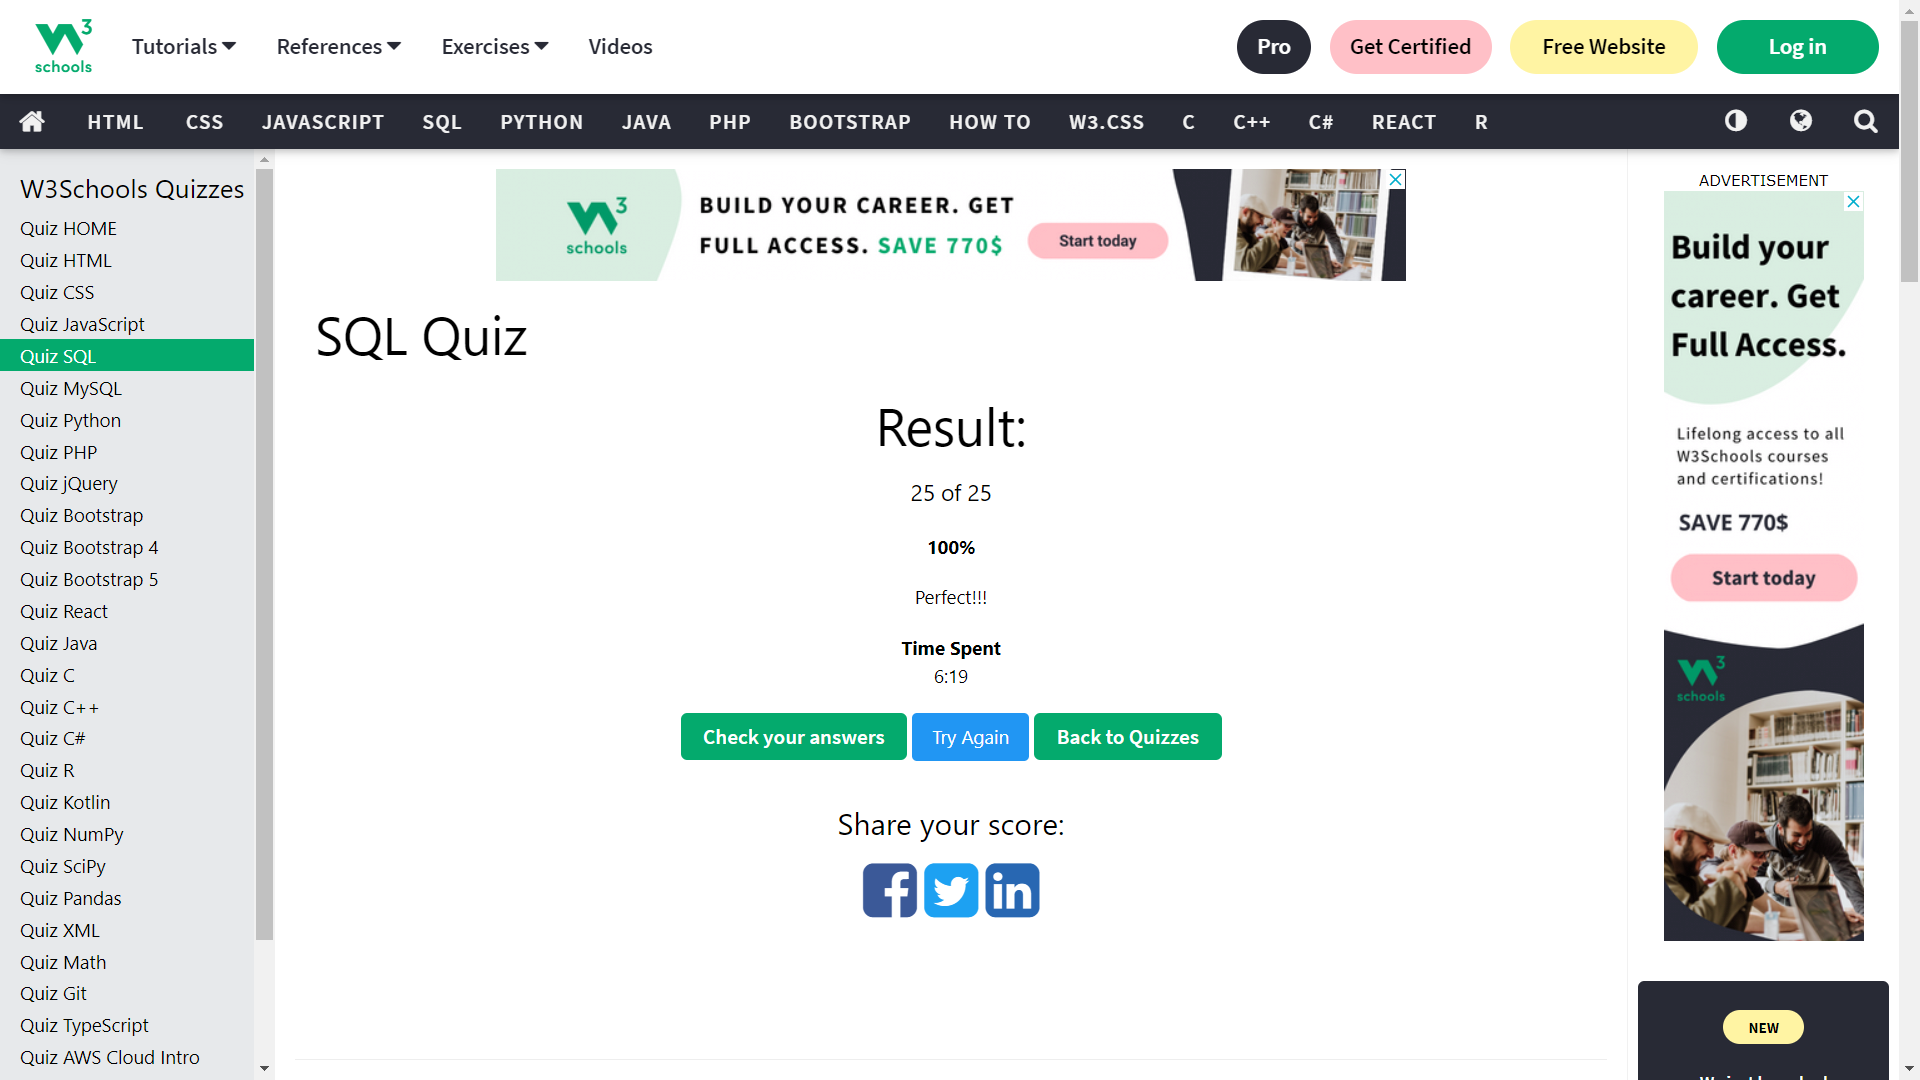 3
schools
Tutorials
References
Exercises
Videos
Pro
Get Certified
Free Website
Log in
HTML
CSS
JAVASCRIPT
SQL
PYTHON
JAVA
PHP
BOOTSTRAP
HOW TO
W3.CSS
C
C++
C#
REACT
R
W3Schools Quizzes
Quiz HOME
Quiz HTML
Quiz CSS
Quiz JavaScript
Quiz SQL
Quiz MySQL
Quiz Python
Quiz PHP
Quiz jQuery
Quiz Bootstrap
Quiz Bootstrap 4
Quiz Bootstrap 5
Quiz React
Quiz Java
Quiz C
Quiz C++
Quiz C#
Quiz R
Quiz Kotlin
Quiz NumPy
Quiz SciPy
Quiz Pandas
Quiz XML
Quiz Math
Quiz Git
Quiz TypeScript
Quiz AWS Cloud Intro
3
schools
BUILD YOUR CAREER. GET
FULL ACCESS. SAVE 770$
Start today
SQL Quiz
Result:
25 of 25
100%
Perfect!!!
Time Spent
6:19
Check your answers
Try Again
Back to Quizzes
Share your score:
ADVERTISEMENT
Build your
career. Get
Full Access.
Lifelong access to all
W3Schools courses
and certifications!
SAVE 770$
Start today
3
schools
NEW